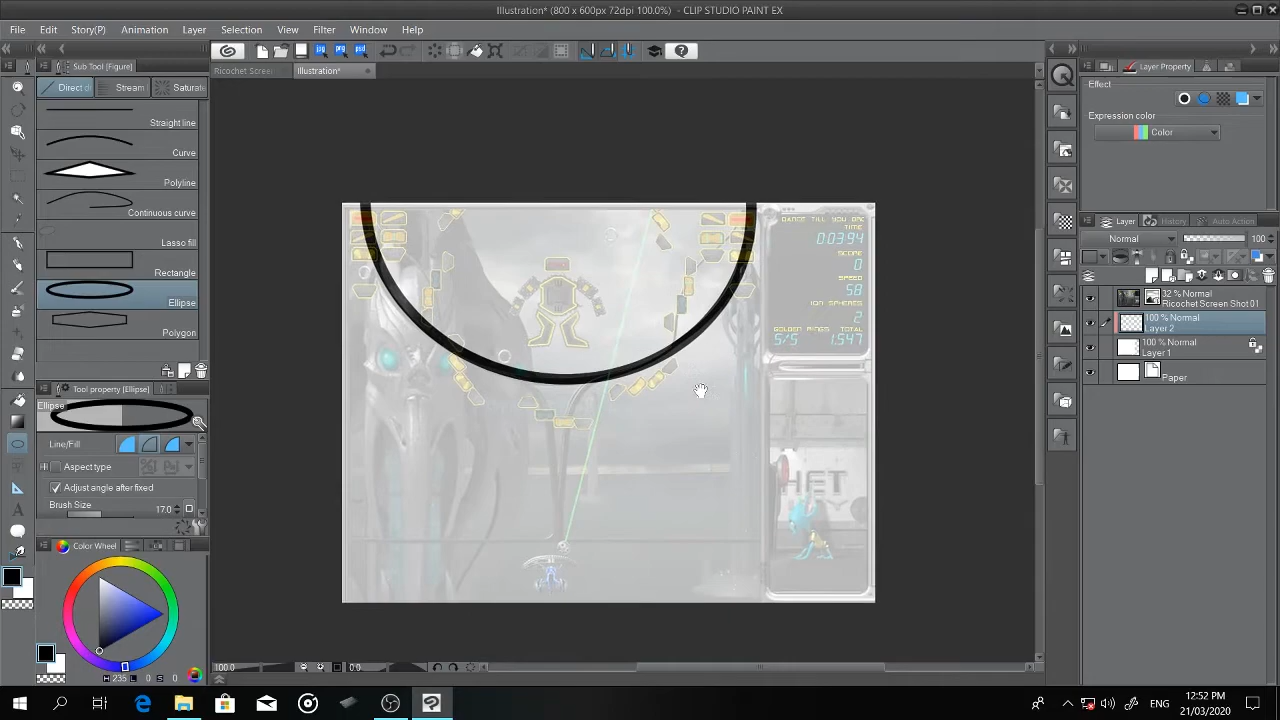 Illustration* (800 x 600px 72dpi 100.0%) - CLIP STUDIO PAINT EX
File Edit Story(P) Animation Layer Selection View Filter Window Help
Sub Tool [Figure]
Ricochet Scree
Illustration*
Layer Property
Direct d Stream Saturate
Straight line
Curve
Polyline
Continuous curve
Lasso fill
Rectangle
Ellipse
Polygon
Tool property [Ellipse]
Ellipse
Line/Fill
Aspect type
Adjust angle after fixed
Brush Size 17.0
Color Wheel
H 235 S 0 0
TIME
0:03.94
SCORE
0
SPEED
58
ION SPHERES
2
GOLDEN RINGS TOTAL
5/5 1,547
Effect
Expression color
Color
Layer History Auto Action
Normal 100
32 % Normal
Ricochet Screen Shot 01
100 % Normal
Layer 2
100 % Normal
Layer 1
Paper
100.0 0.0
ENG
12:52 PM
21/03/2020